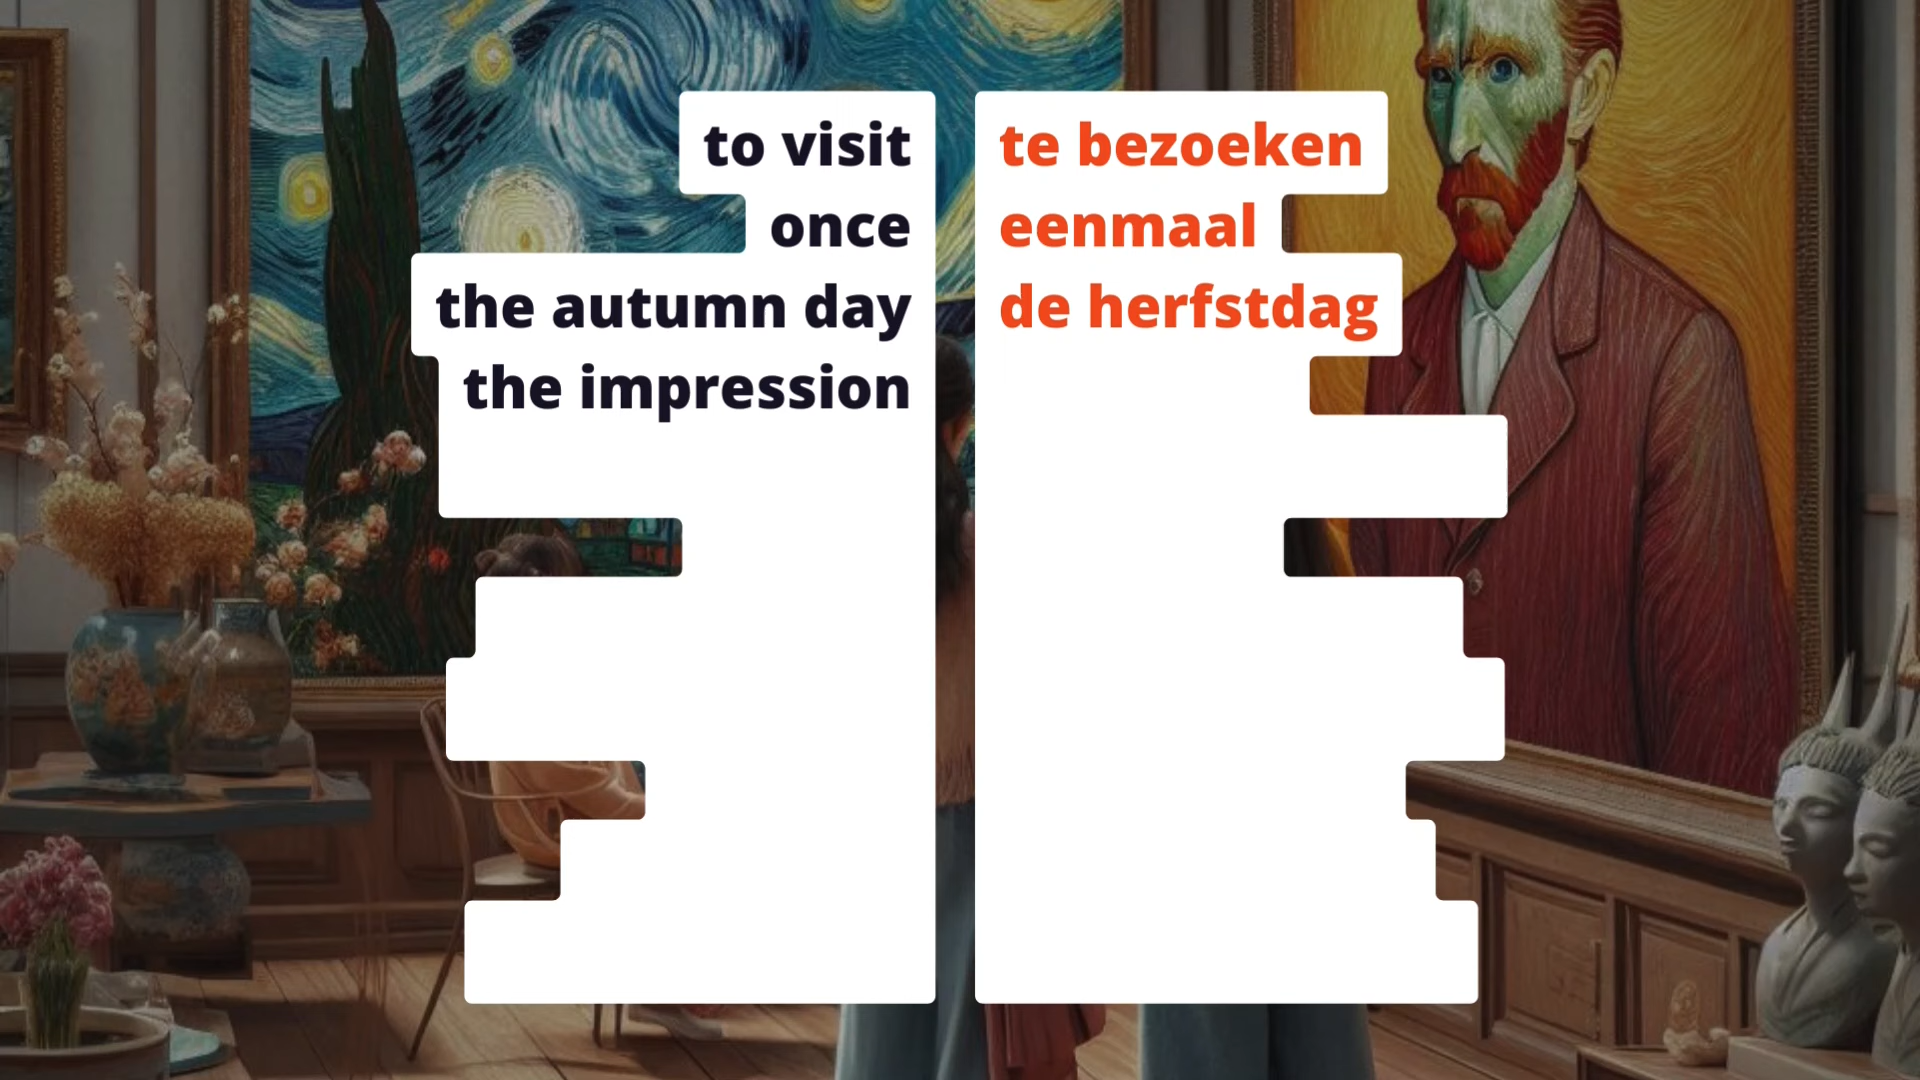 to visit
te bezoeken
once
eenmaal
the autumn day
de herfstdag
the impression